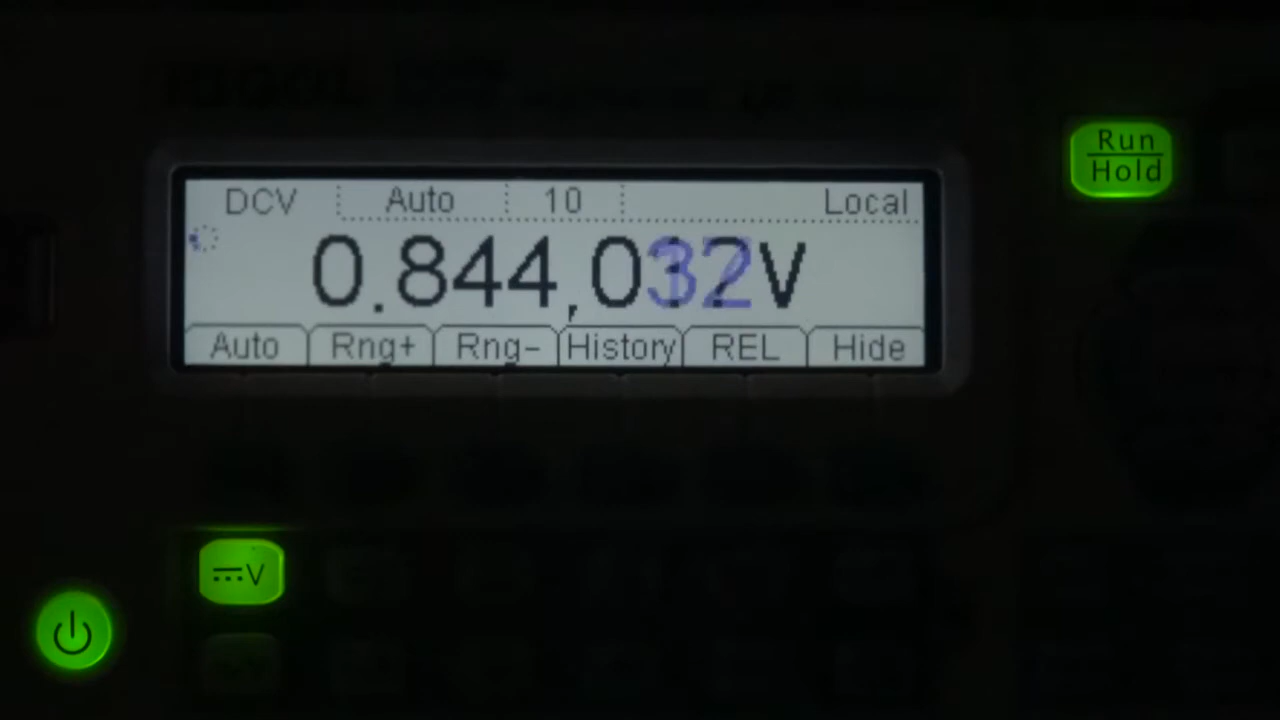 Run
Hold
DCV Auto 10 Local
0.844,032V
Auto Rng+ Rng- History REL Hide
V